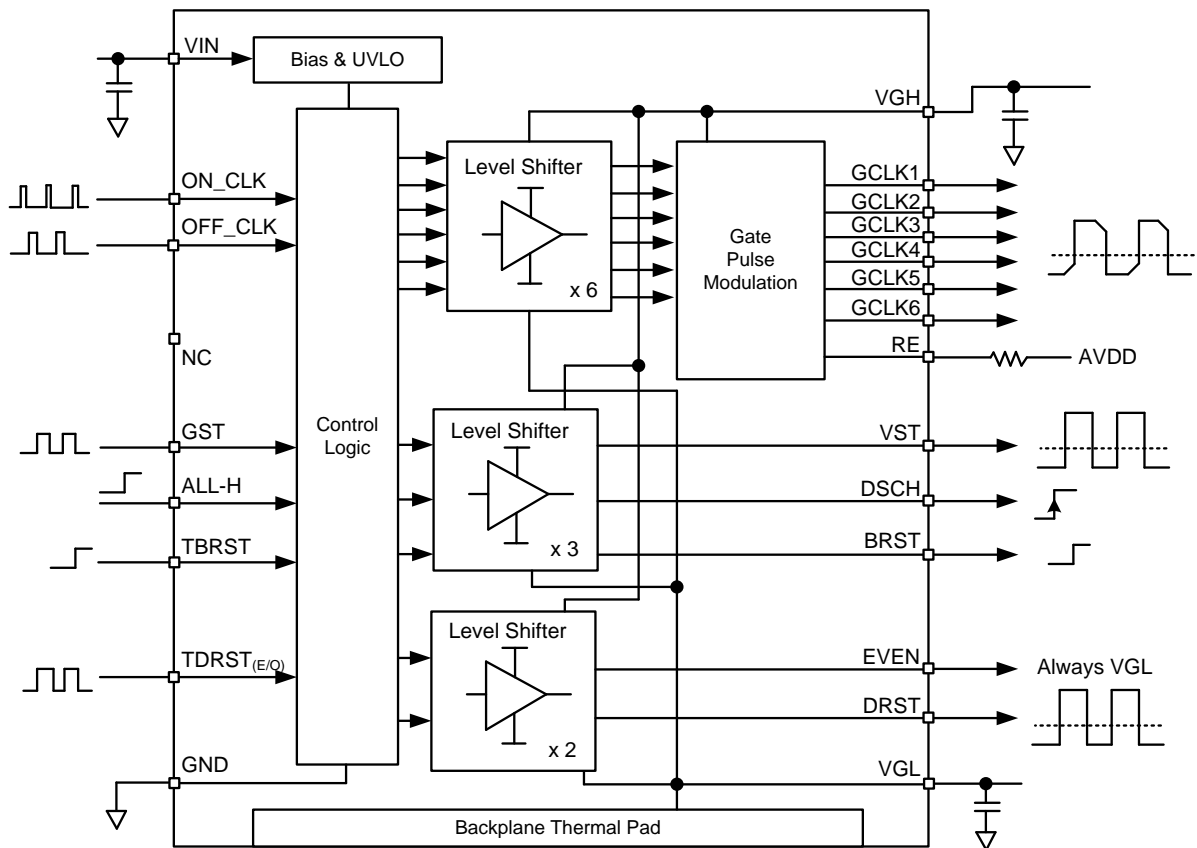 VIN
Bias & UVLO
VGH
ON_CLK
OFF_CLK
Level Shifter
x 6
Gate
Pulse
Modulation
GCLK1
GCLK2
GCLK3
GCLK4
GCLK5
GCLK6
RE
AVDD
NC
Control
Logic
GST
ALL-H
TBRST
Level Shifter
x 3
VST
DSCH
BRST
TDRST(E/O)
Level Shifter
x 2
EVEN
Always VGL
DRST
GND
VGL
Backplane Thermal Pad